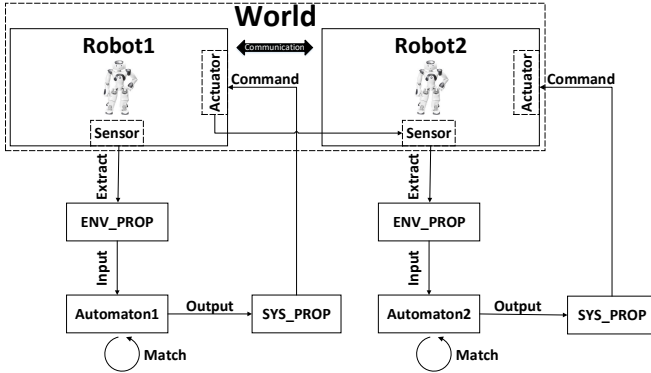 World
Robot1
Communication
Robot2
Actuator
Command
Actuator
Command
Sensor
Sensor
Extract
Extract
ENV_PROP
ENV_PROP
Input
Input
Automaton1
Output
SYS_PROP
Automaton2
Output
SYS_PROP
Match
Match